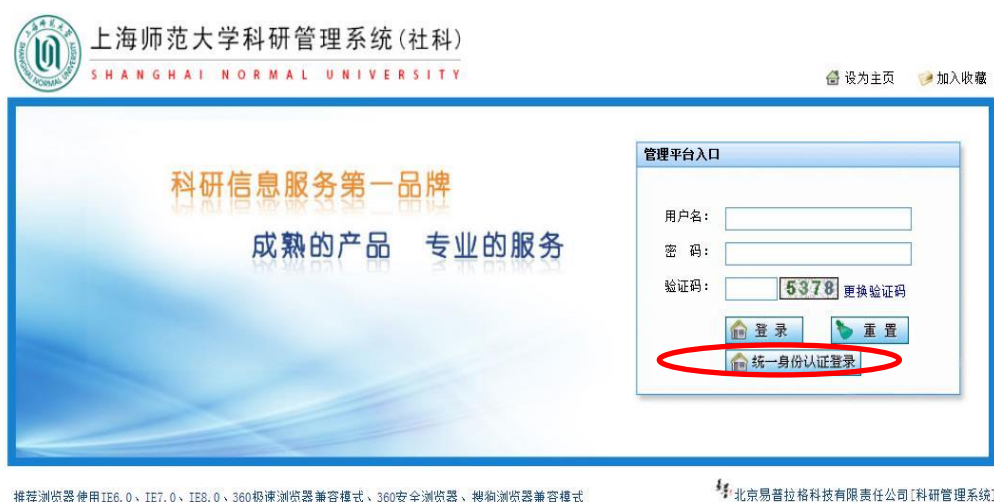 上海师范大学科研管理系统(社科)
SHANGHAI NORMAL UNIVERSITY
设为主页 加入收藏
管理平台入口
科研信息服务第一品牌
成熟的产品 专业的服务
用户名：
密 码：
验证码： 5378 更换验证码
登 录 重 置
统一身份认证登录
推荐浏览器使用IE6.0、IE7.0、IE8.0、360极速浏览器兼容模式、360安全浏览器、搜狗浏览器兼容模式
北京易普拉格科技有限责任公司[科研管理系统]